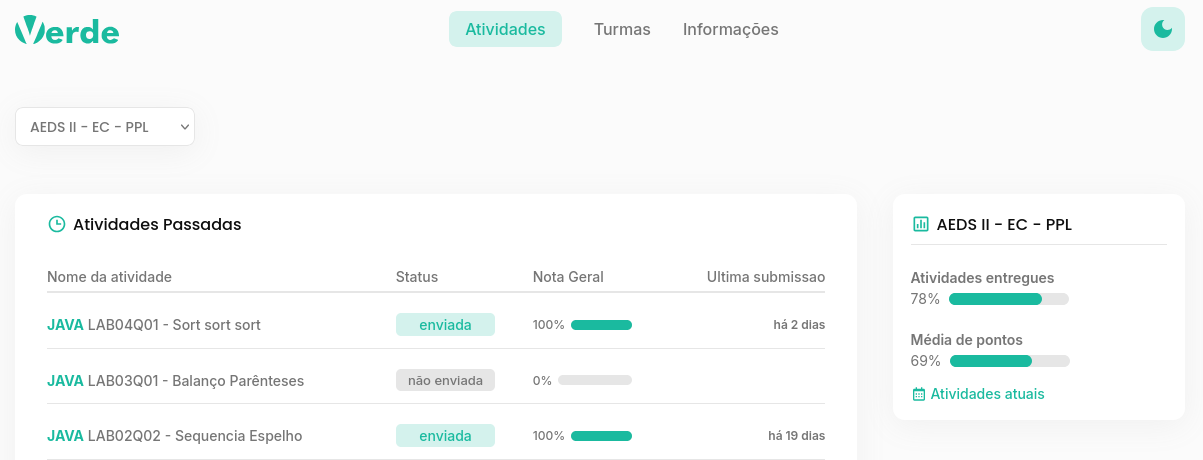 Verde
Atividades Turmas Informações
AEDS II - EC - PPL
Atividades Passadas
Nome da atividade Status Nota Geral Ultima submissao
JAVA LAB04Q01 - Sort sort sort enviada 100% há 2 dias
JAVA LAB03Q01 - Balanço Parênteses não enviada 0%
JAVA LAB02Q02 - Sequencia Espelho enviada 100% há 19 dias
AEDS II - EC - PPL
Atividades entregues
78%
Média de pontos
69%
Atividades atuais